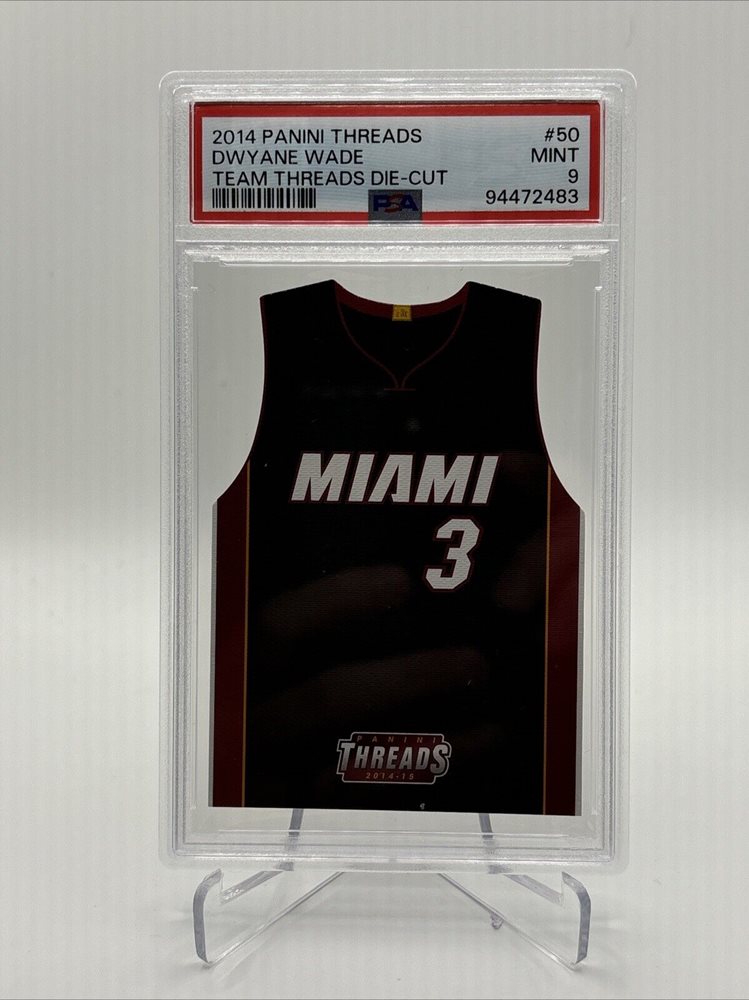 2014 PANINI THREADS #50
DWYANE WADE MINT
TEAM THREADS DIE-CUT 9
PSA 94472483
MIAMI
3
PANINI
THREADS
2014-15